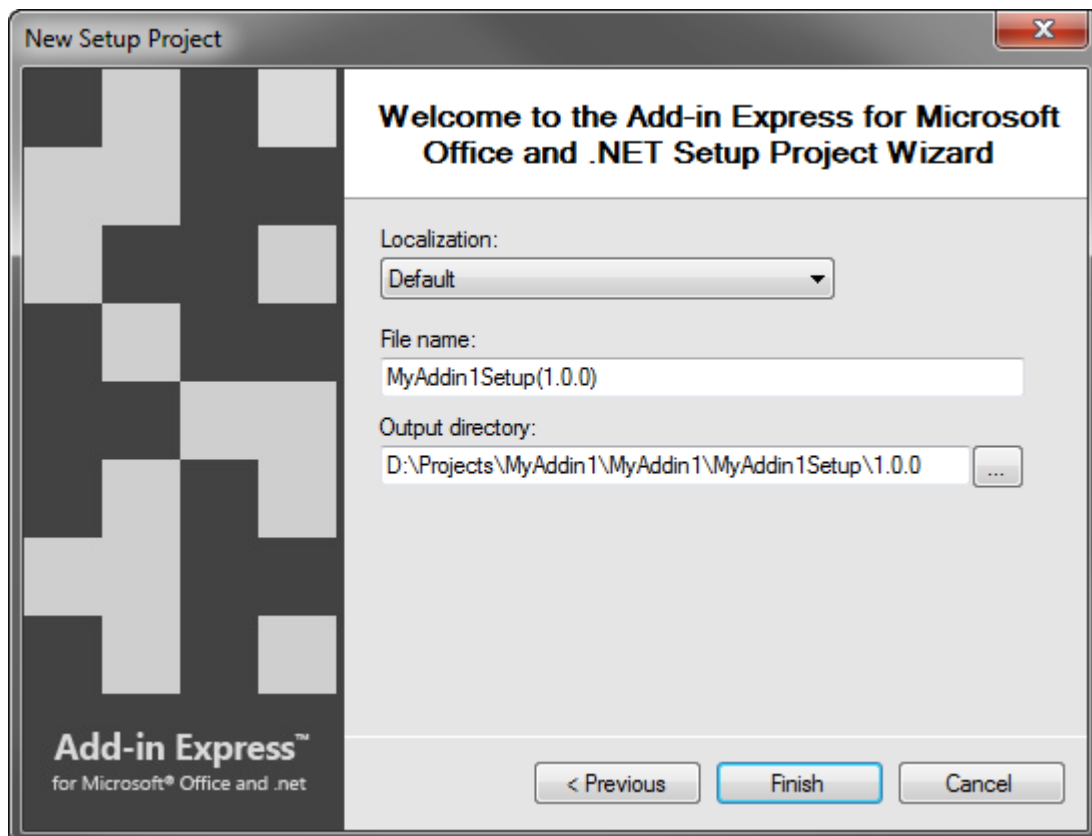 New Setup Project
X
Welcome to the Add-in Express for Microsoft
Office and .NET Setup Project Wizard
Localization:
Default
File name:
MyAddin1Setup(1.0.0)
Output directory:
D:\Projects\MyAddin1\MyAddin1\MyAddin1Setup\1.0.0
...
Add-in Express™
for Microsoft® Office and .net
< Previous
Finish
Cancel